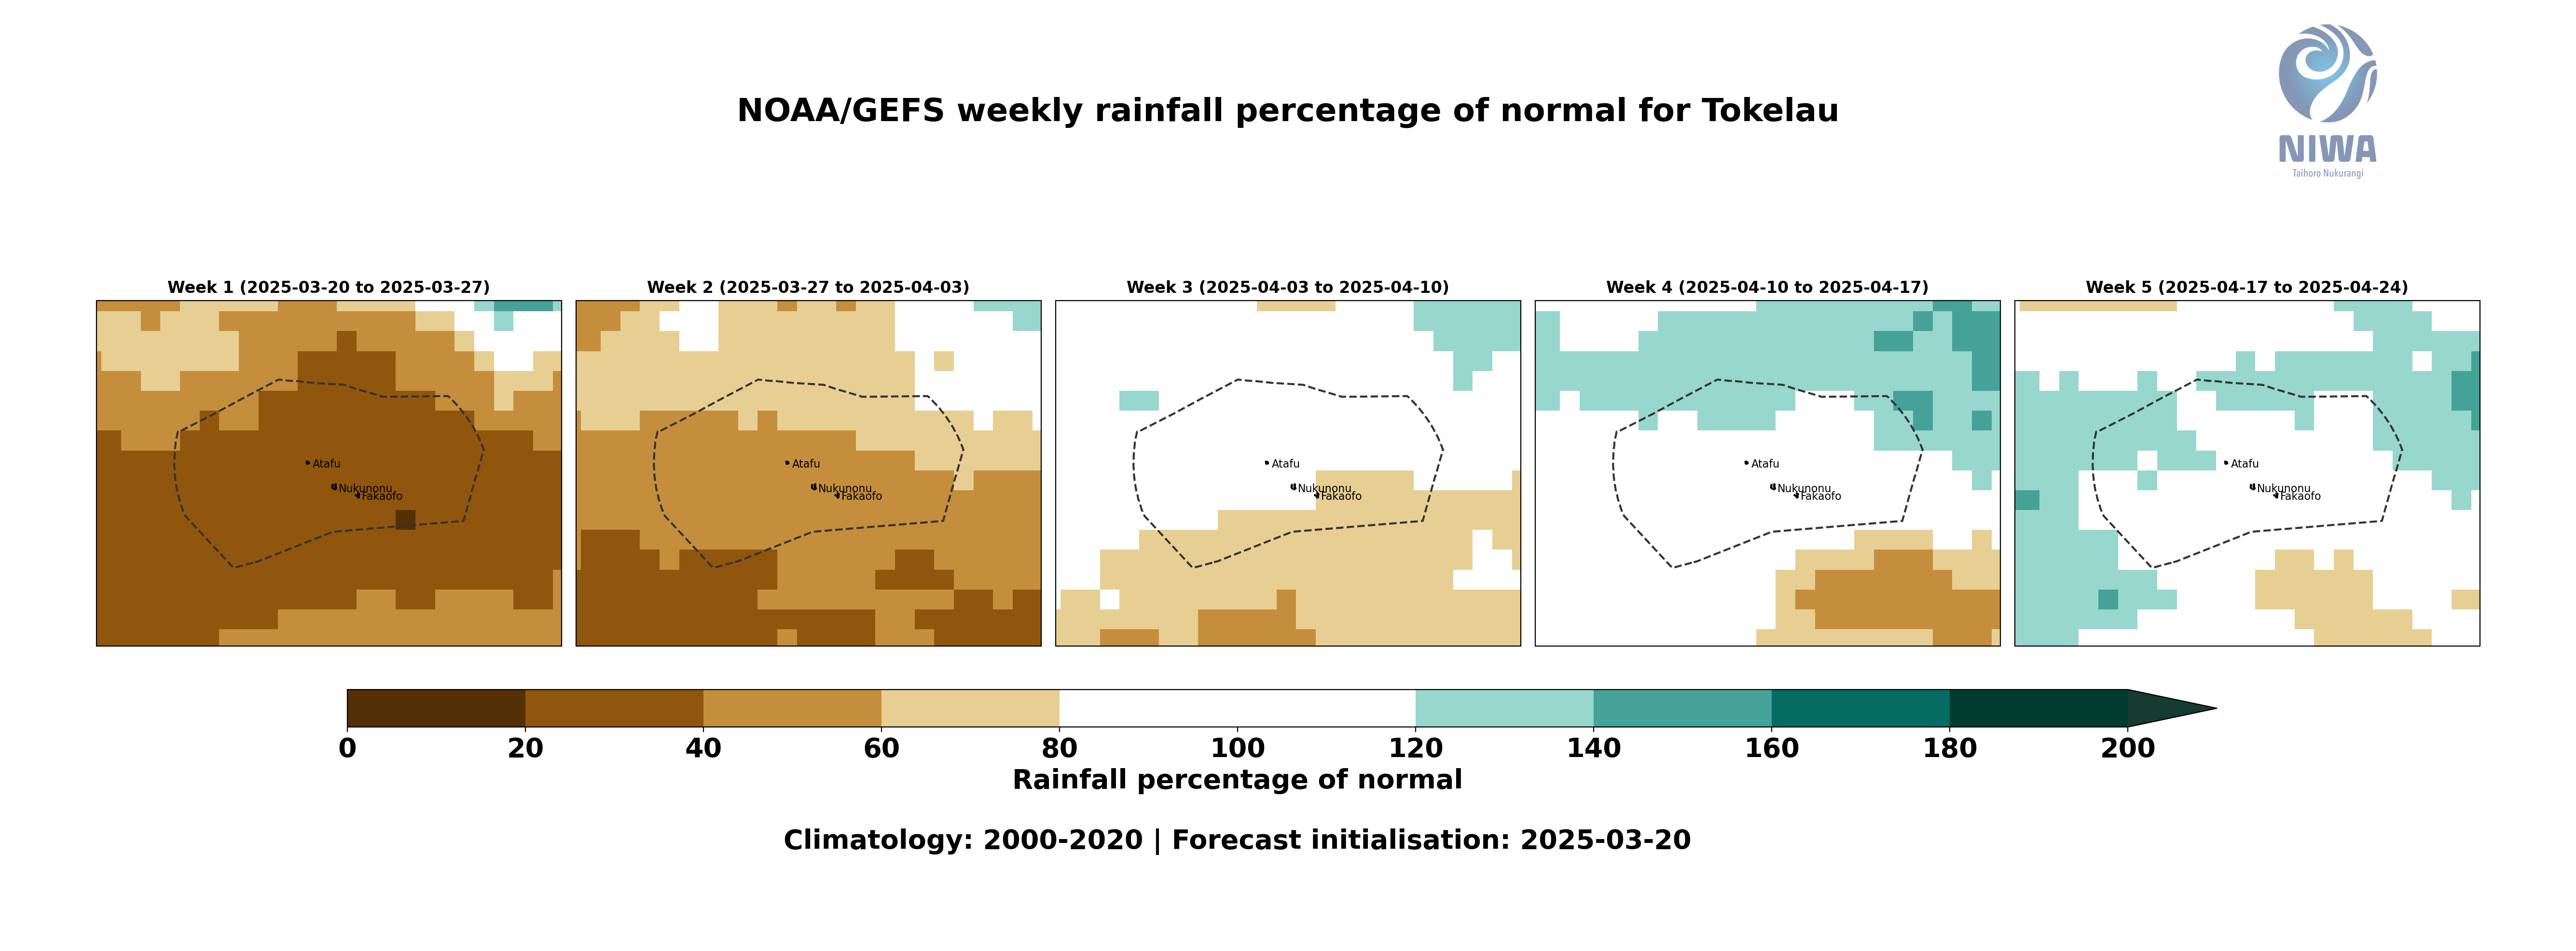 NOAA/GEFS weekly rainfall percentage of normal for Tokelau
NIWA
Taihoro Nukurangi
Week 1 (2025-03-20 to 2025-03-27)
Week 2 (2025-03-27 to 2025-04-03)
Week 3 (2025-04-03 to 2025-04-10)
Week 4 (2025-04-10 to 2025-04-17)
Week 5 (2025-04-17 to 2025-04-24)
Atafu
Nukunonu
Fakaofo
Atafu
Nukunonu
Fakaofo
Atafu
Nukunonu
Fakaofo
Atafu
Nukunonu
Fakaofo
Atafu
Nukunonu
Fakaofo
0 20 40 60 80 100 120 140 160 180 200
Rainfall percentage of normal
Climatology: 2000-2020 | Forecast initialisation: 2025-03-20